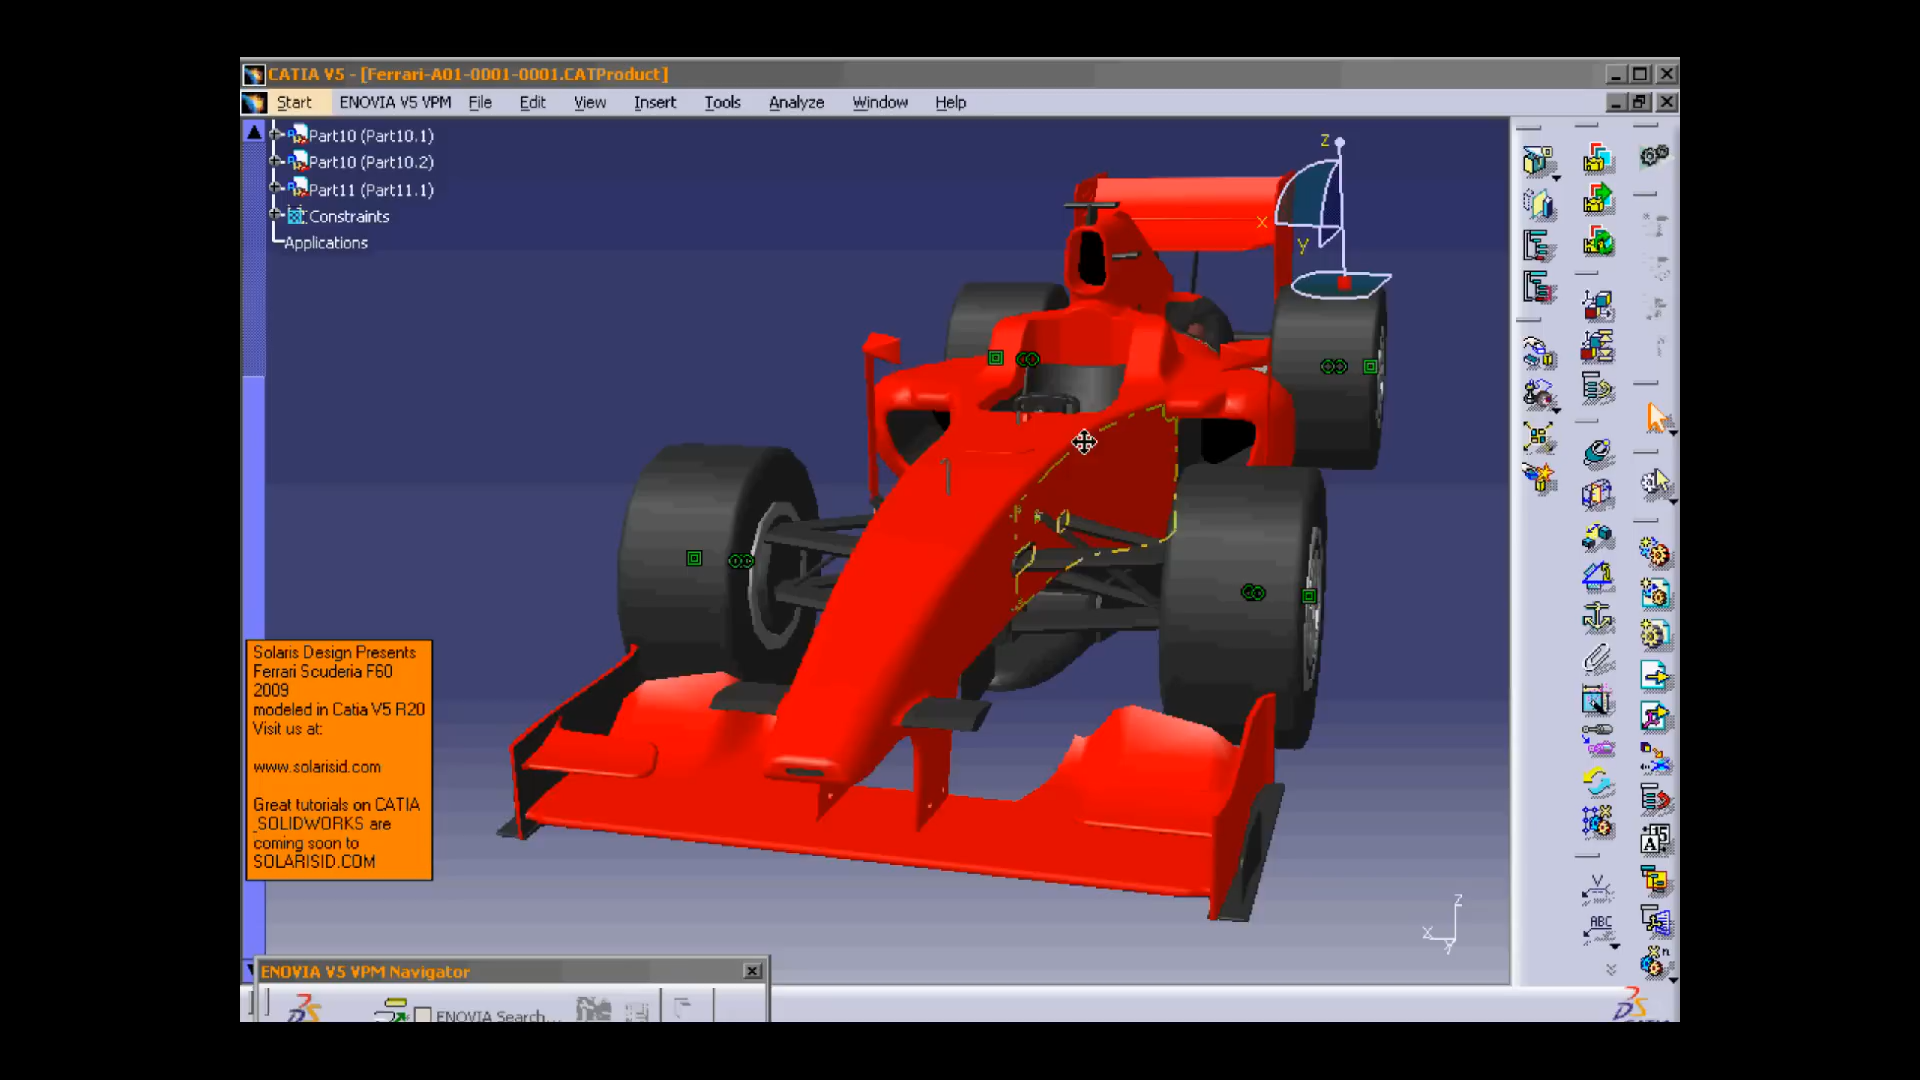 CATIA V5 - [Ferrari-A01-0001-0001.CATProduct]
Start ENOVIA V5 VPM File Edit View Insert Tools Analyze Window Help
Part10 (Part10.1)
Part10 (Part10.2)
Part11 (Part11.1)
Constraints
Applications
z
x
y
Solaris Design Presents
Ferrari Scuderia F60
2009
modeled in Catia V5 R20
Visit us at:
www.solarisid.com
Great tutorials on CATIA
_SOLIDWORKS are
coming soon to
SOLARISID.COM
z
x
y
ABC
ENOVIA V5 VPM Navigator
ENOVIA Search...